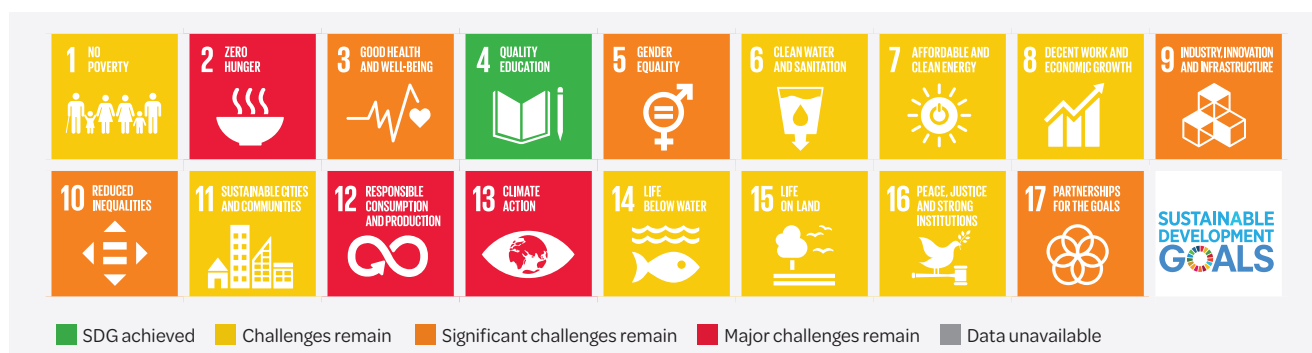 1 NO
POVERTY
2 ZERO
HUNGER
3 GOOD HEALTH
AND WELL-BEING
4 QUALITY
EDUCATION
5 GENDER
EQUALITY
6 CLEAN WATER
AND SANITATION
7 AFFORDABLE AND
CLEAN ENERGY
8 DECENT WORK AND
ECONOMIC GROWTH
9 INDUSTRY, INNOVATION
AND INFRASTRUCTURE
10 REDUCED
INEQUALITIES
11 SUSTAINABLE CITIES
AND COMMUNITIES
12 RESPONSIBLE
CONSUMPTION
AND PRODUCTION
13 CLIMATE
ACTION
14 LIFE
BELOW WATER
15 LIFE
ON LAND
16 PEACE, JUSTICE
AND STRONG
INSTITUTIONS
17 PARTNERSHIPS
FOR THE GOALS
SUSTAINABLE
DEVELOPMENT
GOALS
SDG achieved
Challenges remain
Significant challenges remain
Major challenges remain
Data unavailable